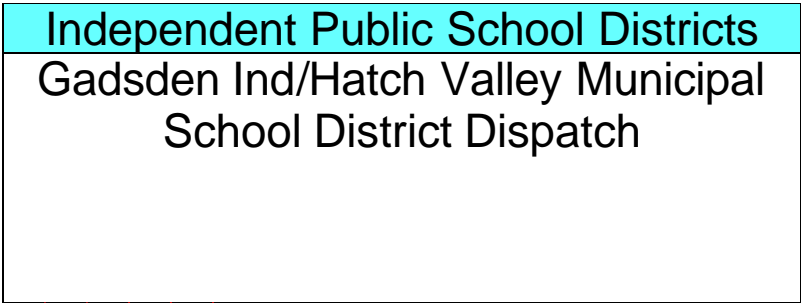 Independent Public School Districts
Gadsden Ind/Hatch Valley Municipal
School District Dispatch